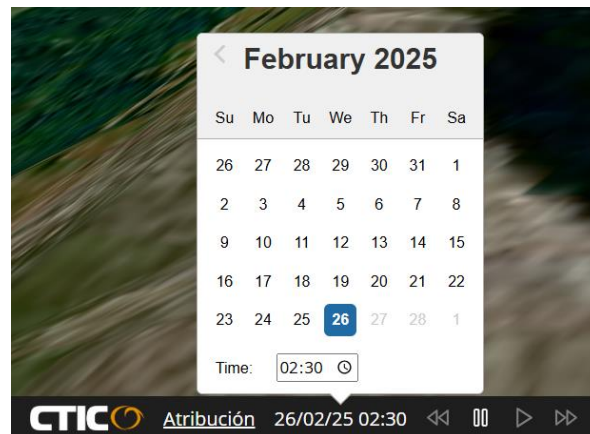 February 2025
Su Mo Tu We Th Fr Sa
26 27 28 29 30 31 1
2 3 4 5 6 7 8
9 10 11 12 13 14 15
16 17 18 19 20 21 22
23 24 25 26 27 28 1
Time: 02:30
CTIC Atribución 26/02/25 02:30